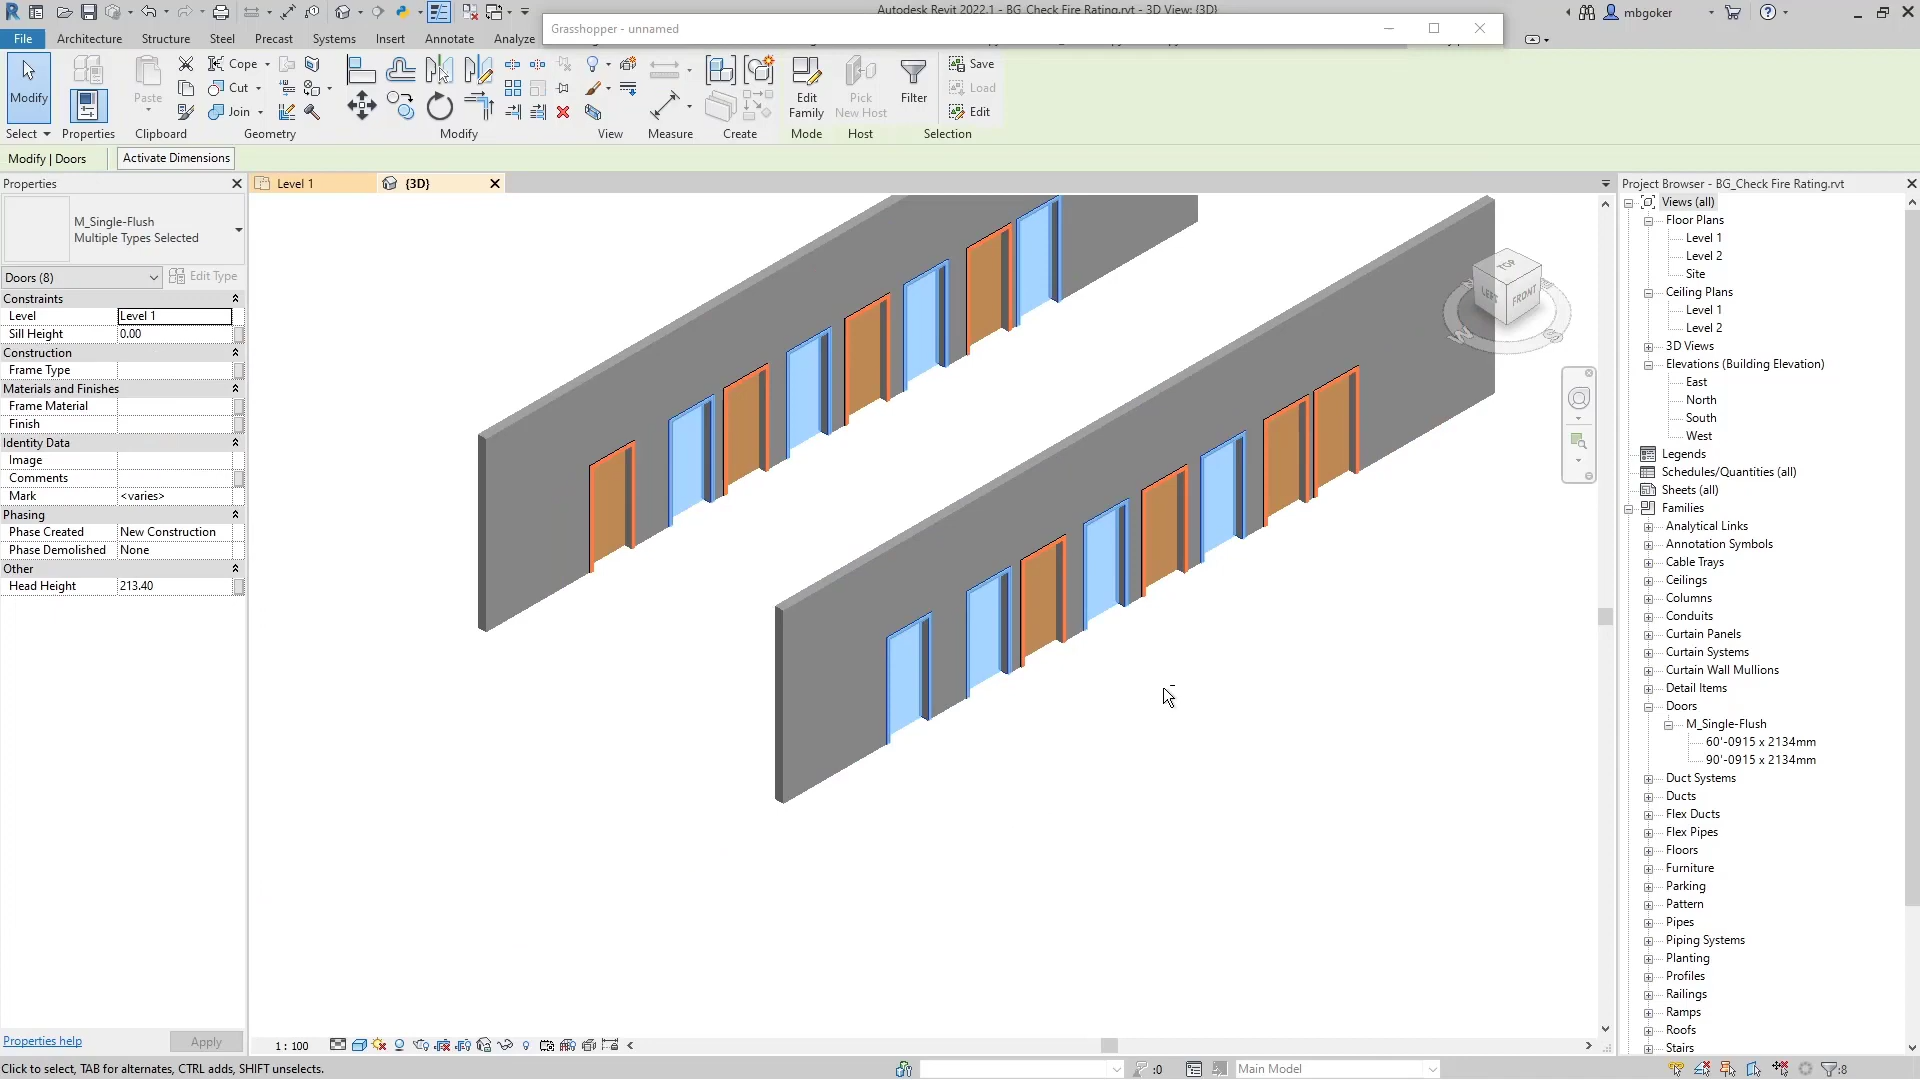 Autodesk Revit 2022.1 - BG_Check Fire Rating.rvt - 3D View: {3D}
mbgoker
Grasshopper - unnamed
File Architecture Structure Steel Precast Systems Insert Annotate Analyze
Modify
Paste
Cope
Cut
Join
Edit Family
Pick New Host
Filter
Save
Load
Edit
Select Properties Clipboard Geometry Modify View Measure Create Mode Host Selection
Modify | Doors Activate Dimensions
Properties
M_Single-Flush
Multiple Types Selected
Doors (8) Edit Type
Constraints
Level Level 1
Sill Height 0.00
Construction
Frame Type
Materials and Finishes
Frame Material
Finish
Identity Data
Image
Comments
Mark <varies>
Phasing
Phase Created New Construction
Phase Demolished None
Other
Head Height 213.40
Properties help Apply
Level 1 {3D}
TOP
LEFT FRONT
W
S
1 : 100
Project Browser - BG_Check Fire Rating.rvt
Views (all)
Floor Plans
Level 1
Level 2
Site
Ceiling Plans
Level 1
Level 2
3D Views
Elevations (Building Elevation)
East
North
South
West
Legends
Schedules/Quantities (all)
Sheets (all)
Families
Analytical Links
Annotation Symbols
Cable Trays
Ceilings
Columns
Conduits
Curtain Panels
Curtain Systems
Curtain Wall Mullions
Detail Items
Doors
M_Single-Flush
60'-0915 x 2134mm
90'-0915 x 2134mm
Duct Systems
Ducts
Flex Ducts
Flex Pipes
Floors
Furniture
Parking
Pattern
Pipes
Piping Systems
Planting
Profiles
Railings
Ramps
Roofs
Stairs
Click to select, TAB for alternates, CTRL adds, SHIFT unselects.
:0
Main Model
:8